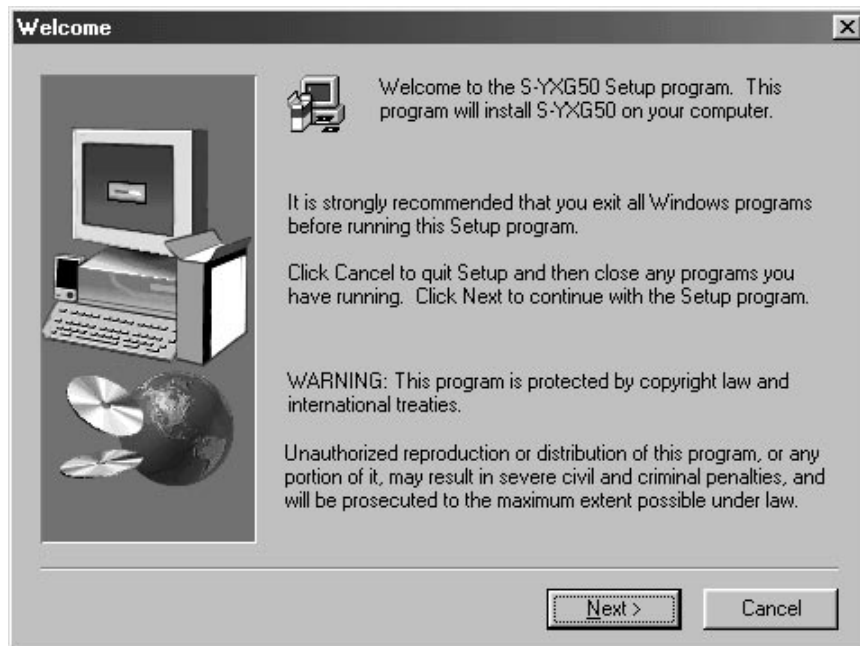 Welcome
Welcome to the S-YXG50 Setup program. This
program will install S-YXG50 on your computer.
It is strongly recommended that you exit all Windows programs
before running this Setup program.
Click Cancel to quit Setup and then close any programs you
have running. Click Next to continue with the Setup program.
WARNING: This program is protected by copyright law and
international treaties.
Unauthorized reproduction or distribution of this program, or any
portion of it, may result in severe civil and criminal penalties, and
will be prosecuted to the maximum extent possible under law.
Next >
Cancel